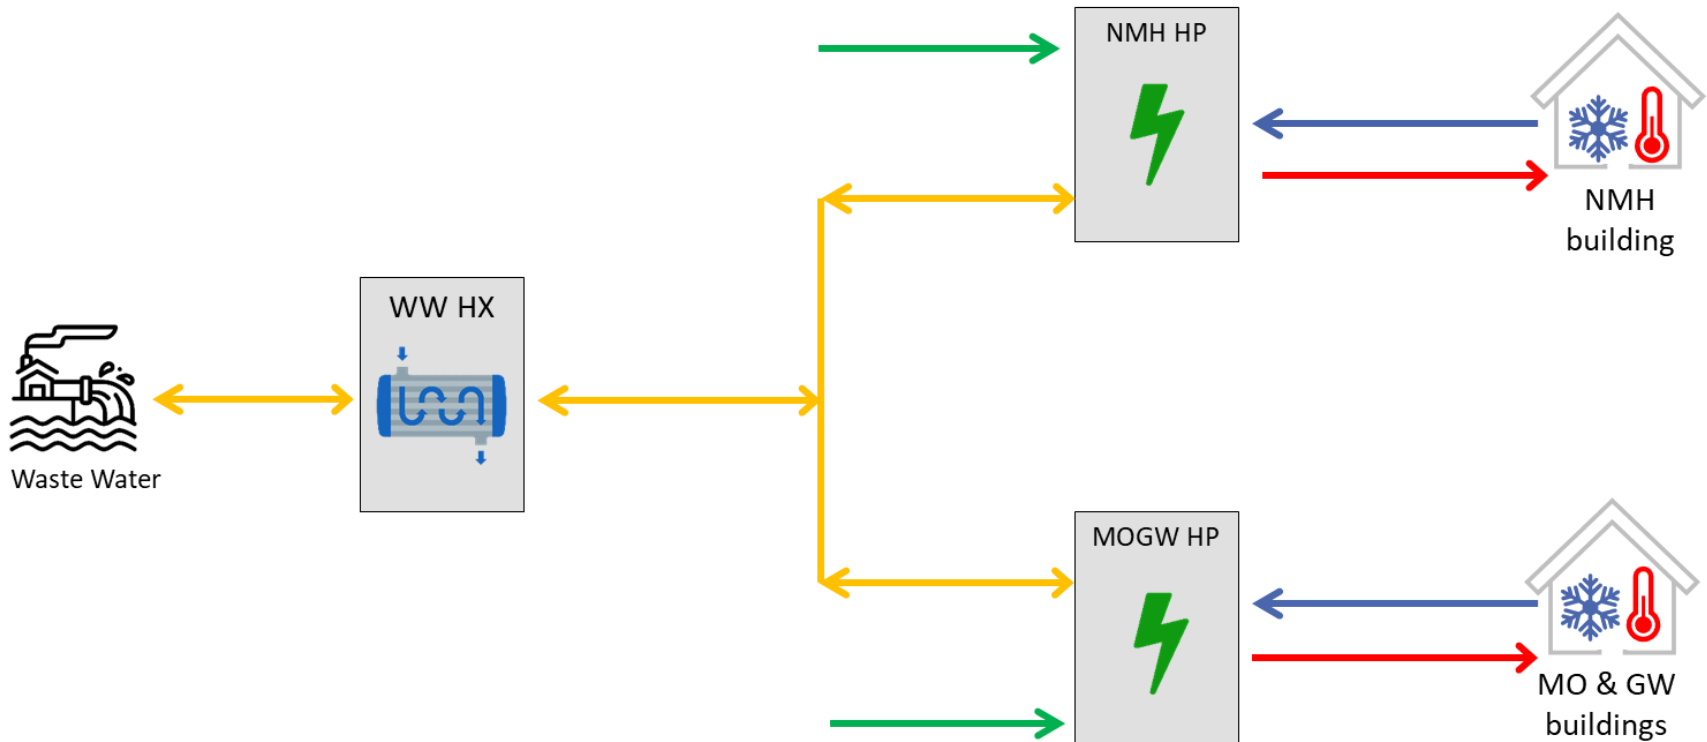 NMH HP
NMH
building
WW HX
Waste Water
MOGW HP
MO & GW
buildings